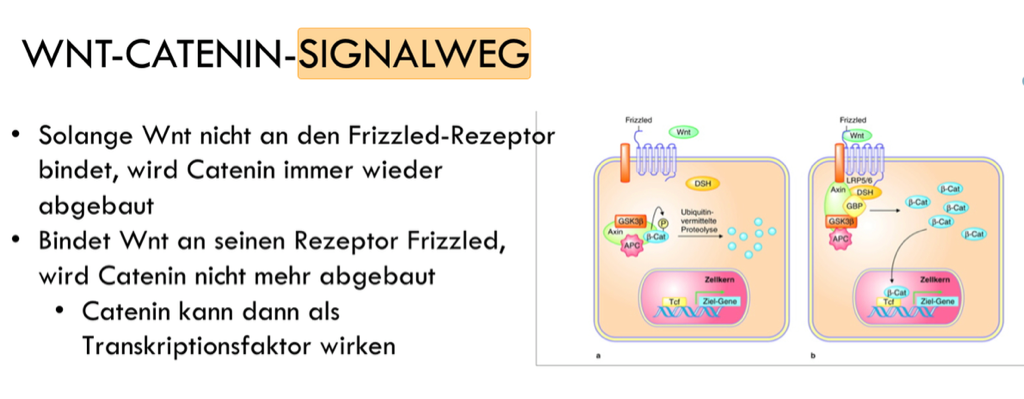 WNT-CATENIN-SIGNALWEG
• Solange Wnt nicht an den Frizzled-Rezeptor
bindet, wird Catenin immer wieder
abgebaut
• Bindet Wnt an seinen Rezeptor Frizzled,
wird Catenin nicht mehr abgebaut
• Catenin kann dann als
Transkriptionsfaktor wirken
Frizzled
Wnt
DSH
GSK3β
P
Axin
β-Cat
APC
Ubiquitin-
vermittelte
Proteolyse
Zellkern
Tcf
Ziel-Gene
a
Frizzled
Wnt
LRP5/6
Axin
DSH
GBP
GSK3β
APC
β-Cat
β-Cat
β-Cat
β-Cat
β-Cat
Zellkern
β-Cat
Tcf
Ziel-Gene
b